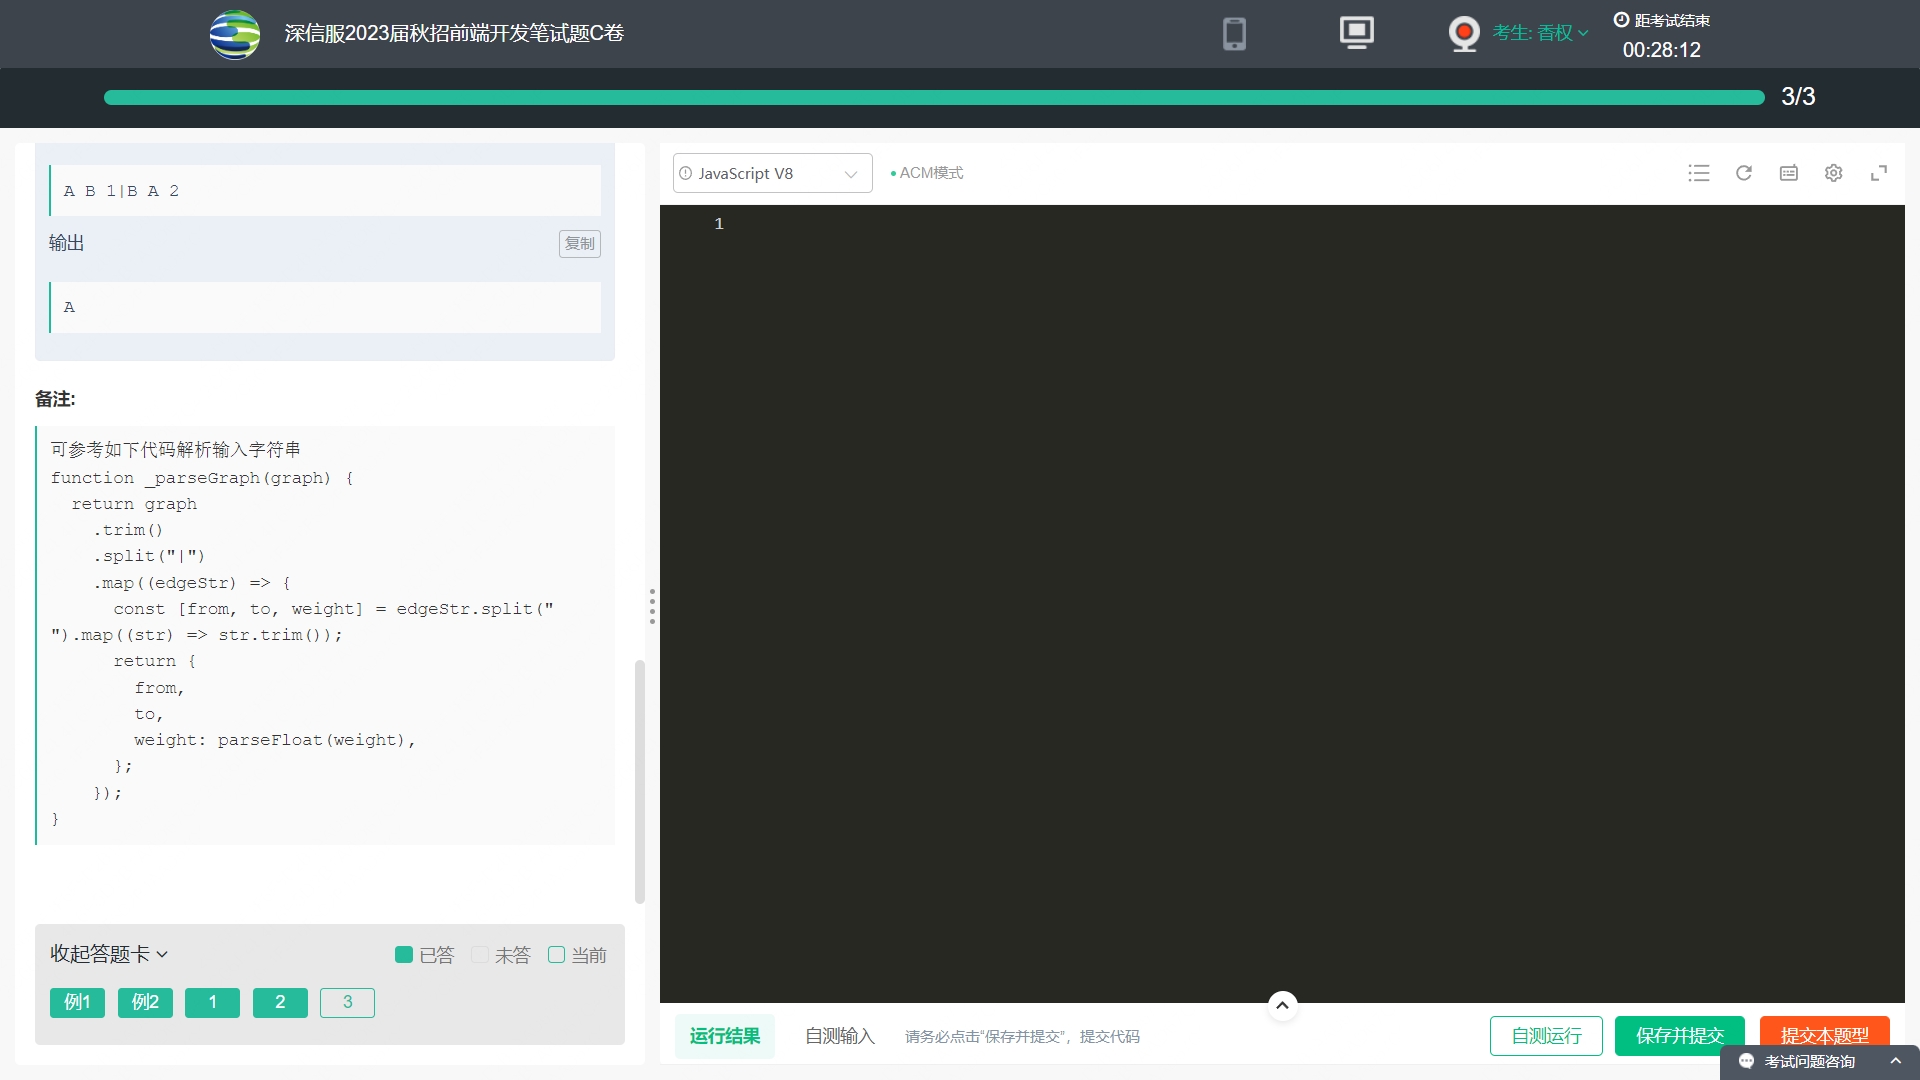 深信服2023届秋招前端开发笔试题C卷
考生: 香权
距考试结束
00:28:12
3/3
A B 1|B A 2
输出
复制
A
备注:
可参考如下代码解析输入字符串
function _parseGraph(graph) {
  return graph
    .trim()
    .split("|")
    .map((edgeStr) => {
      const [from, to, weight] = edgeStr.split("
").map((str) => str.trim());
      return {
        from,
        to,
        weight: parseFloat(weight),
      };
    });
}
收起答题卡
已答
未答
当前
例1
例2
1
2
3
JavaScript V8
ACM模式
1
运行结果
自测输入
请务必点击“保存并提交”，提交代码
自测运行
保存并提交
提交本题型
考试问题咨询